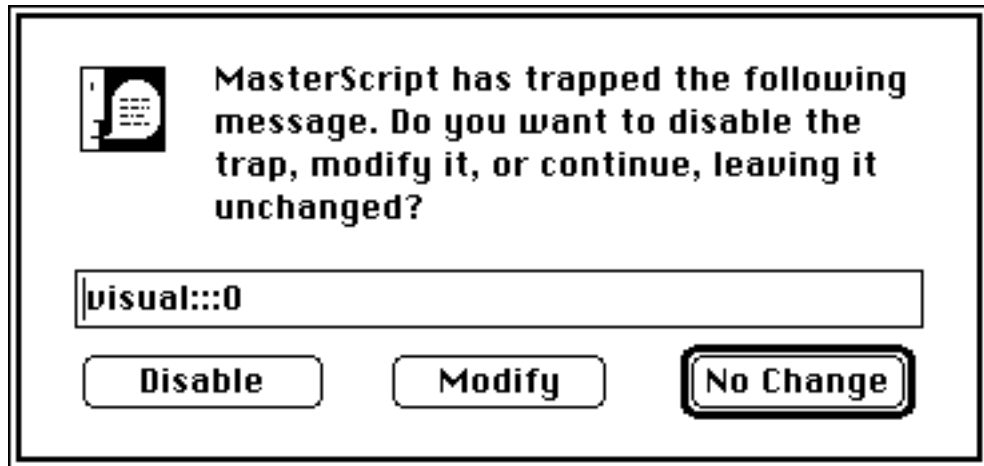 MasterScript has trapped the following
message. Do you want to disable the
trap, modify it, or continue, leaving it
unchanged?
visual:::0
Disable Modify No Change